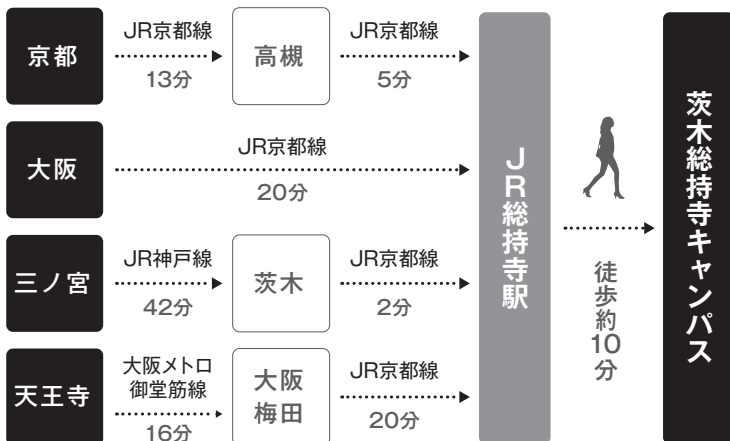 京都
JR京都線
13分
高槻
JR京都線
5分
大阪
JR京都線
20分
三ノ宮
JR神戸線
42分
茨木
JR京都線
2分
天王寺
大阪メトロ
御堂筋線
16分
大阪
梅田
JR京都線
20分
JR総持寺駅
徒歩約10分
茨木総持寺キャンパス